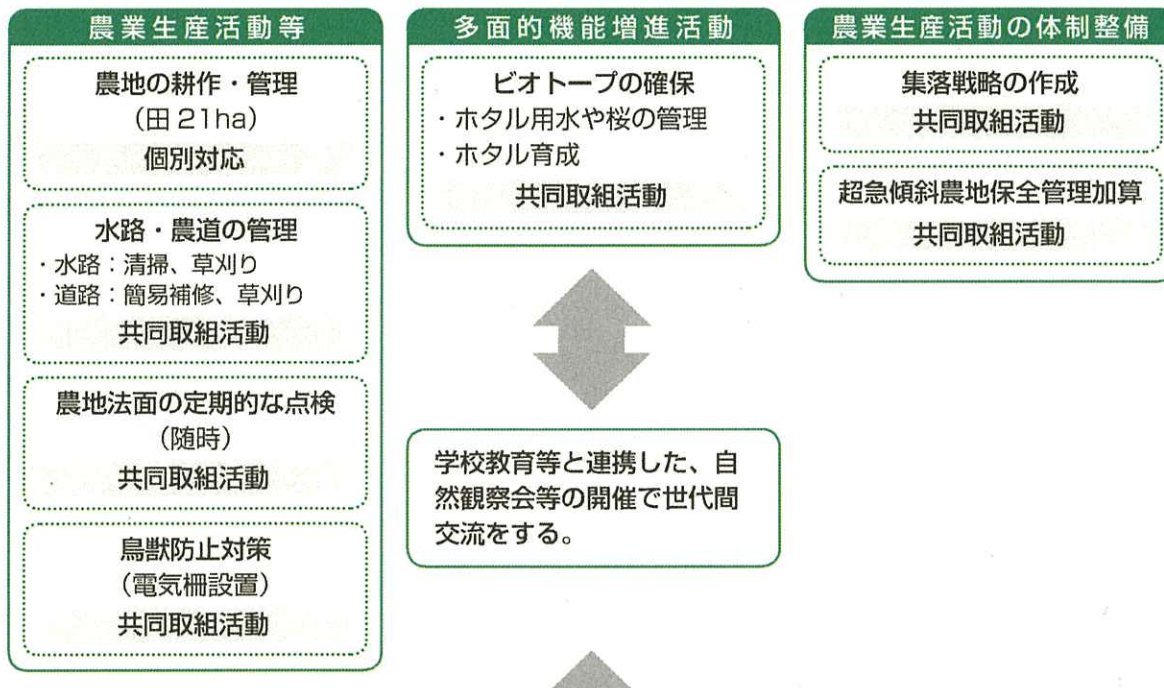 農業生産活動等
農地の耕作・管理
(田 21ha)
個別対応
水路・農道の管理
・水路：清掃、草刈り
・道路：簡易補修、草刈り
共同取組活動
農地法面の定期的な点検
(随時)
共同取組活動
鳥獣防止対策
(電気柵設置)
共同取組活動
多面的機能増進活動
ビオトープの確保
・ホタル用水や桜の管理
・ホタル育成
共同取組活動
学校教育等と連携した、自
然観察会等の開催で世代間
交流をする。
農業生産活動の体制整備
集落戦略の作成
共同取組活動
超急傾斜農地保全管理加算
共同取組活動